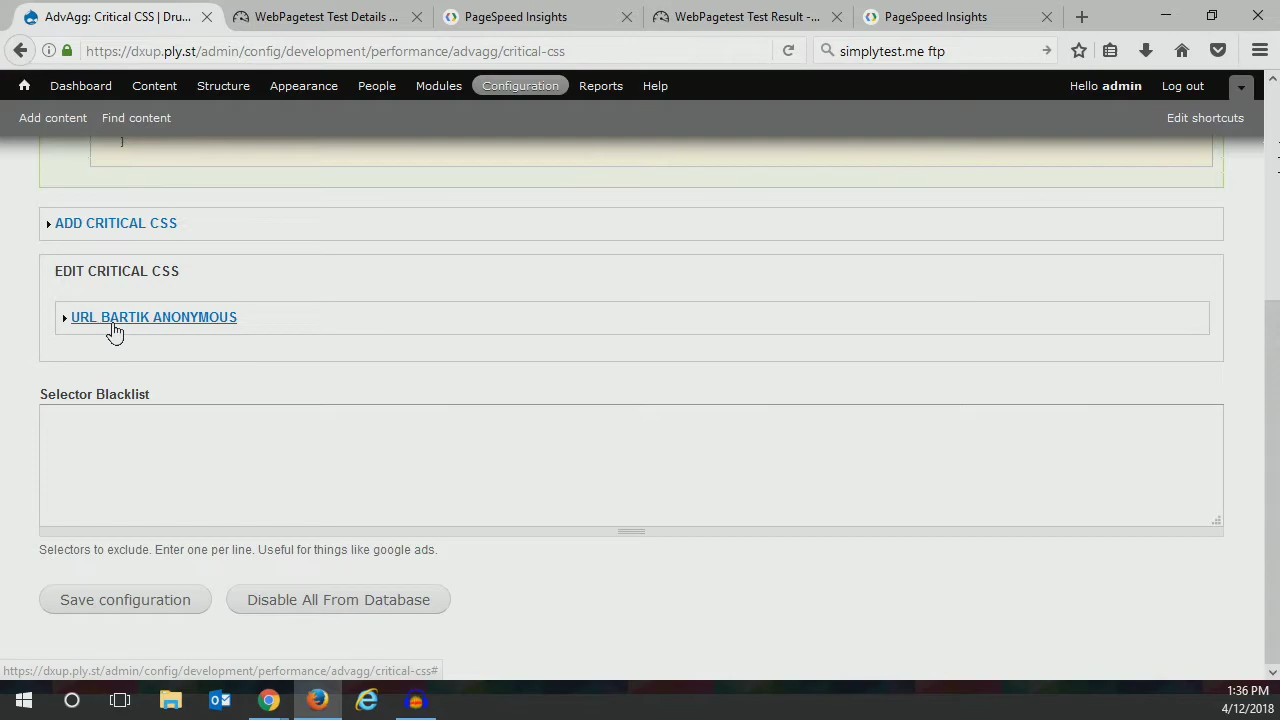 AdvAgg: Critical CSS | Dru...
WebPagetest Test Details ...
PageSpeed Insights
WebPagetest Test Result -...
PageSpeed Insights
https://dxup.ply.st/admin/config/development/performance/advagg/critical-css
simplytest.me ftp
Dashboard Content Structure Appearance People Modules Configuration Reports Help Hello admin Log out
Add content Find content Edit shortcuts
]
ADD CRITICAL CSS
EDIT CRITICAL CSS
URL BARTIK ANONYMOUS
Selector Blacklist
Selectors to exclude. Enter one per line. Useful for things like google ads.
Save configuration Disable All From Database
https://dxup.ply.st/admin/config/development/performance/advagg/critical-css#
1:36 PM
4/12/2018